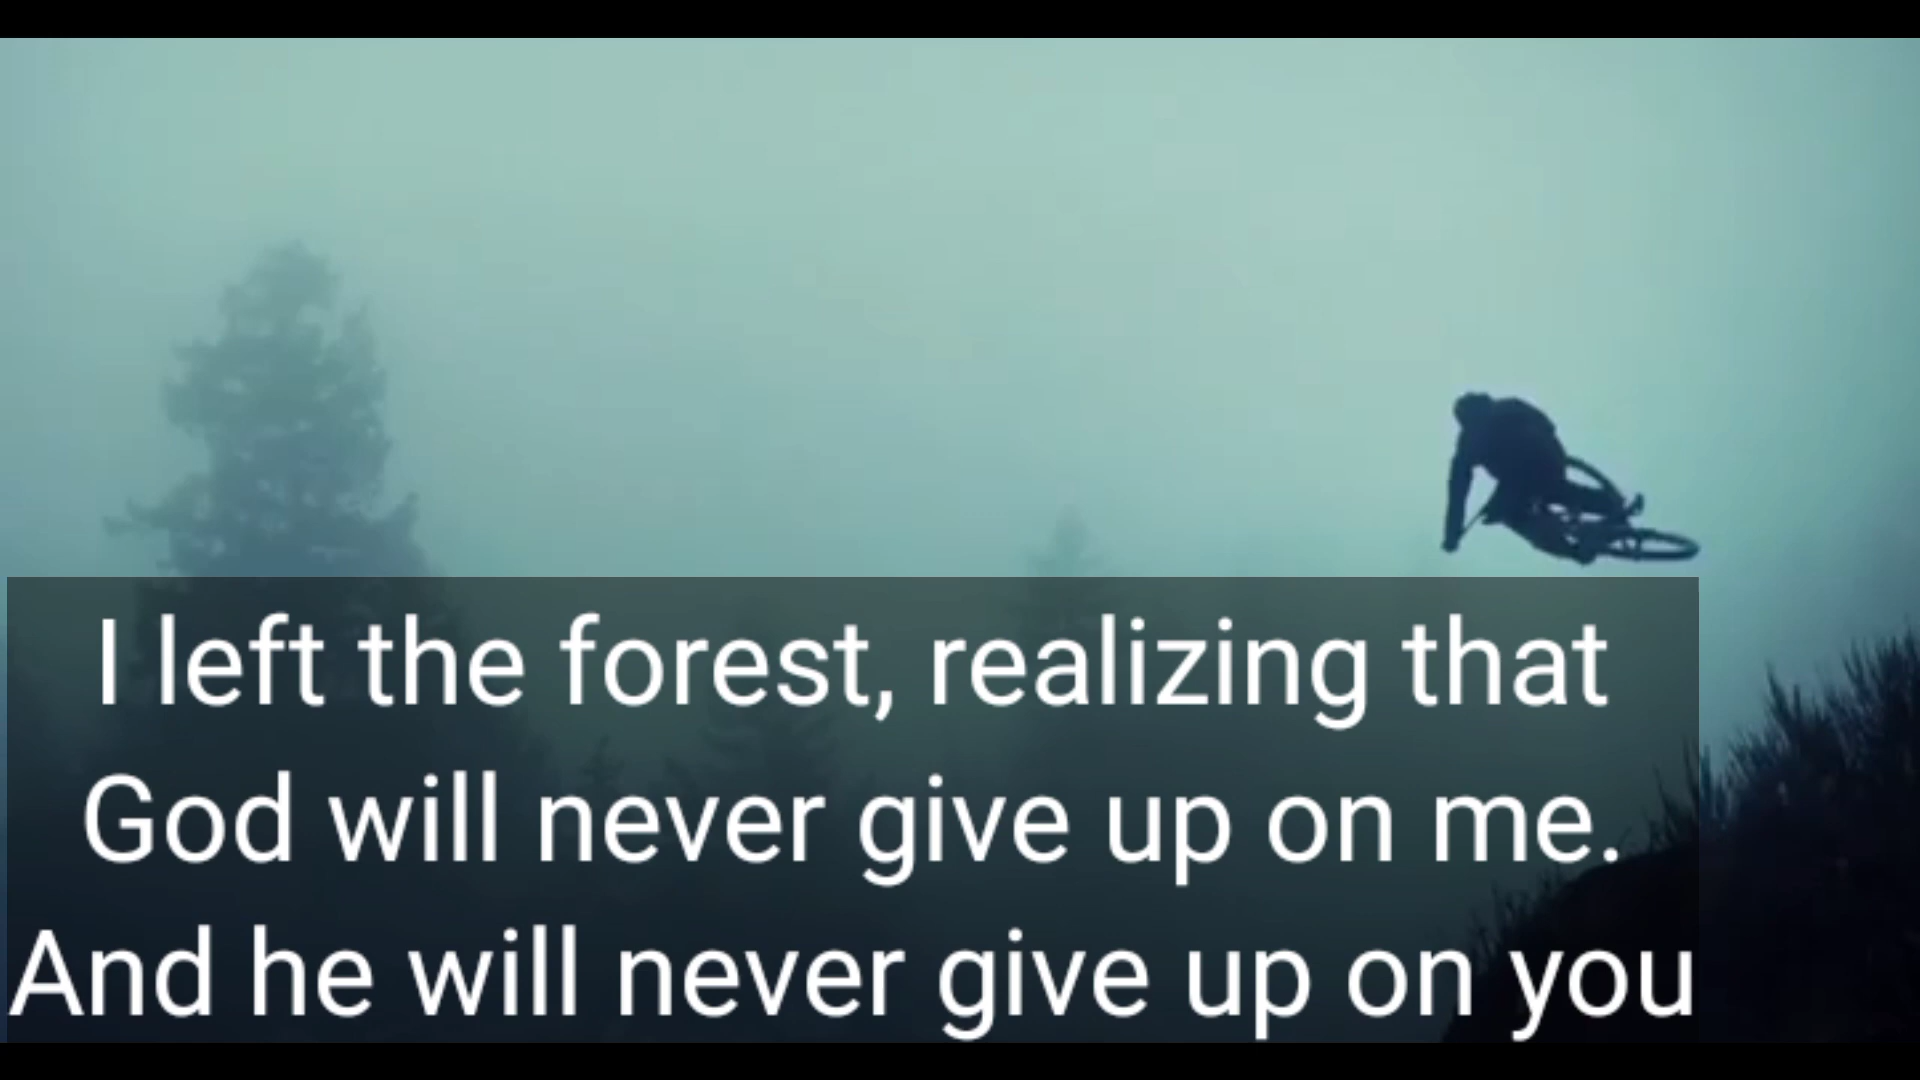 I left the forest, realizing that
God will never give up on me.
And he will never give up on you